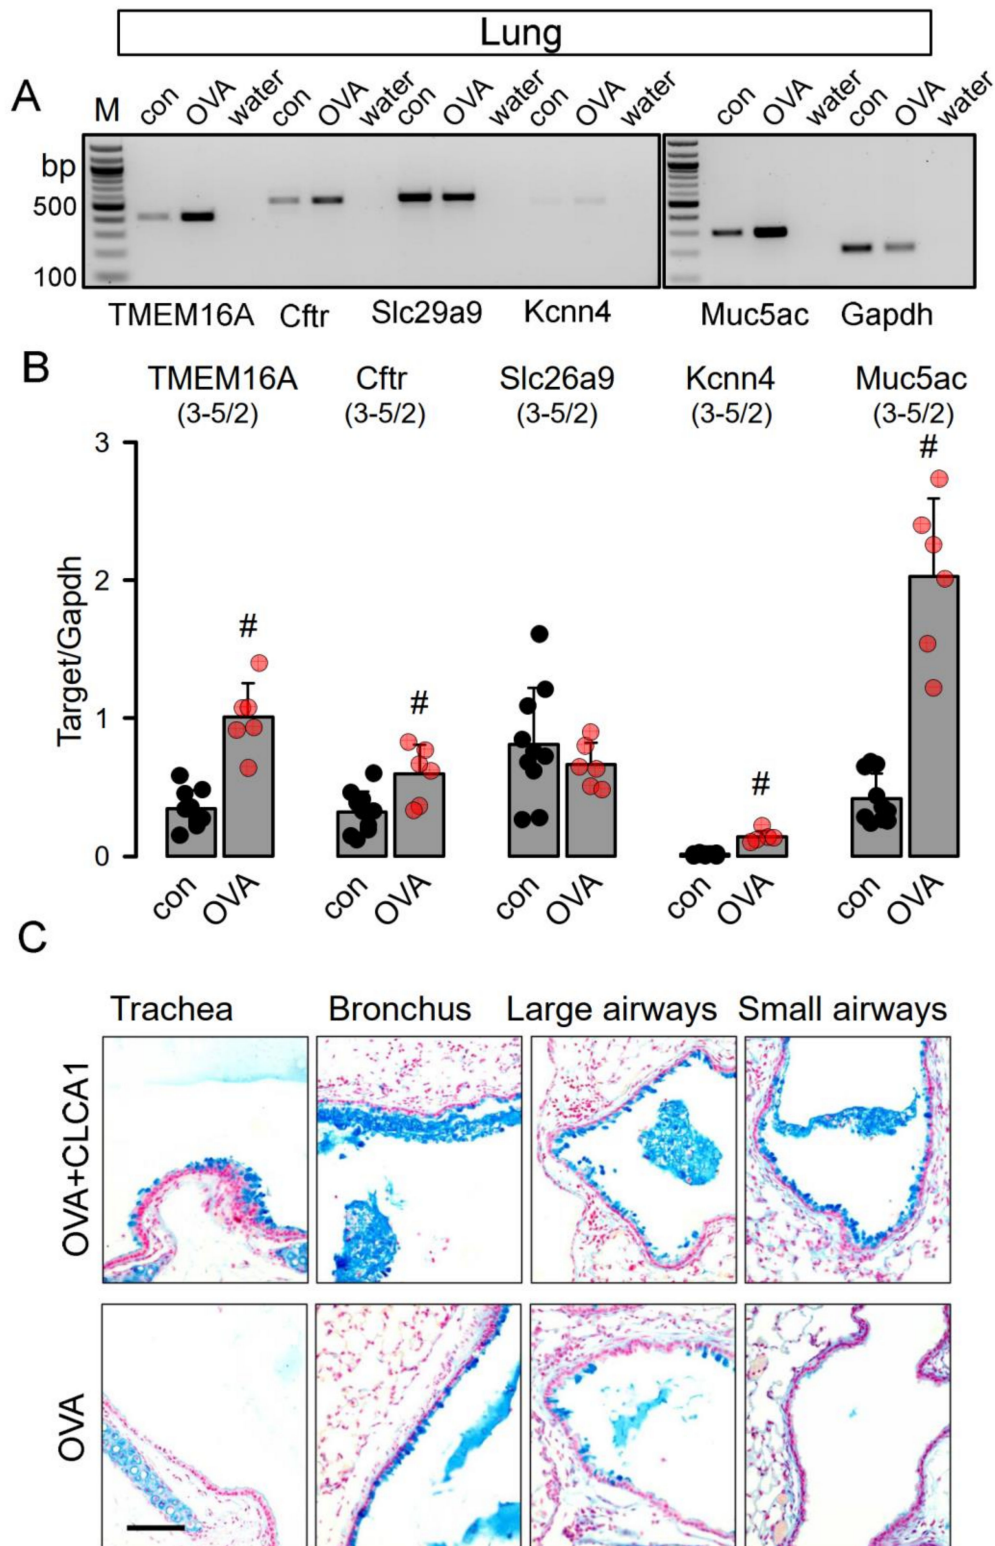 Lung
A
M con OVA water con OVA water con OVA water con OVA water con OVA water con OVA water
bp
500
100
TMEM16A Cftr Slc29a9 Kcnn4 Muc5ac Gapdh
B
TMEM16A Cftr Slc26a9 Kcnn4 Muc5ac
(3-5/2) (3-5/2) (3-5/2) (3-5/2) (3-5/2)
Target/Gapdh
3
2
1
0
# # # #
con OVA con OVA con OVA con OVA con OVA
C
Trachea Bronchus Large airways Small airways
OVA+CLCA1
OVA